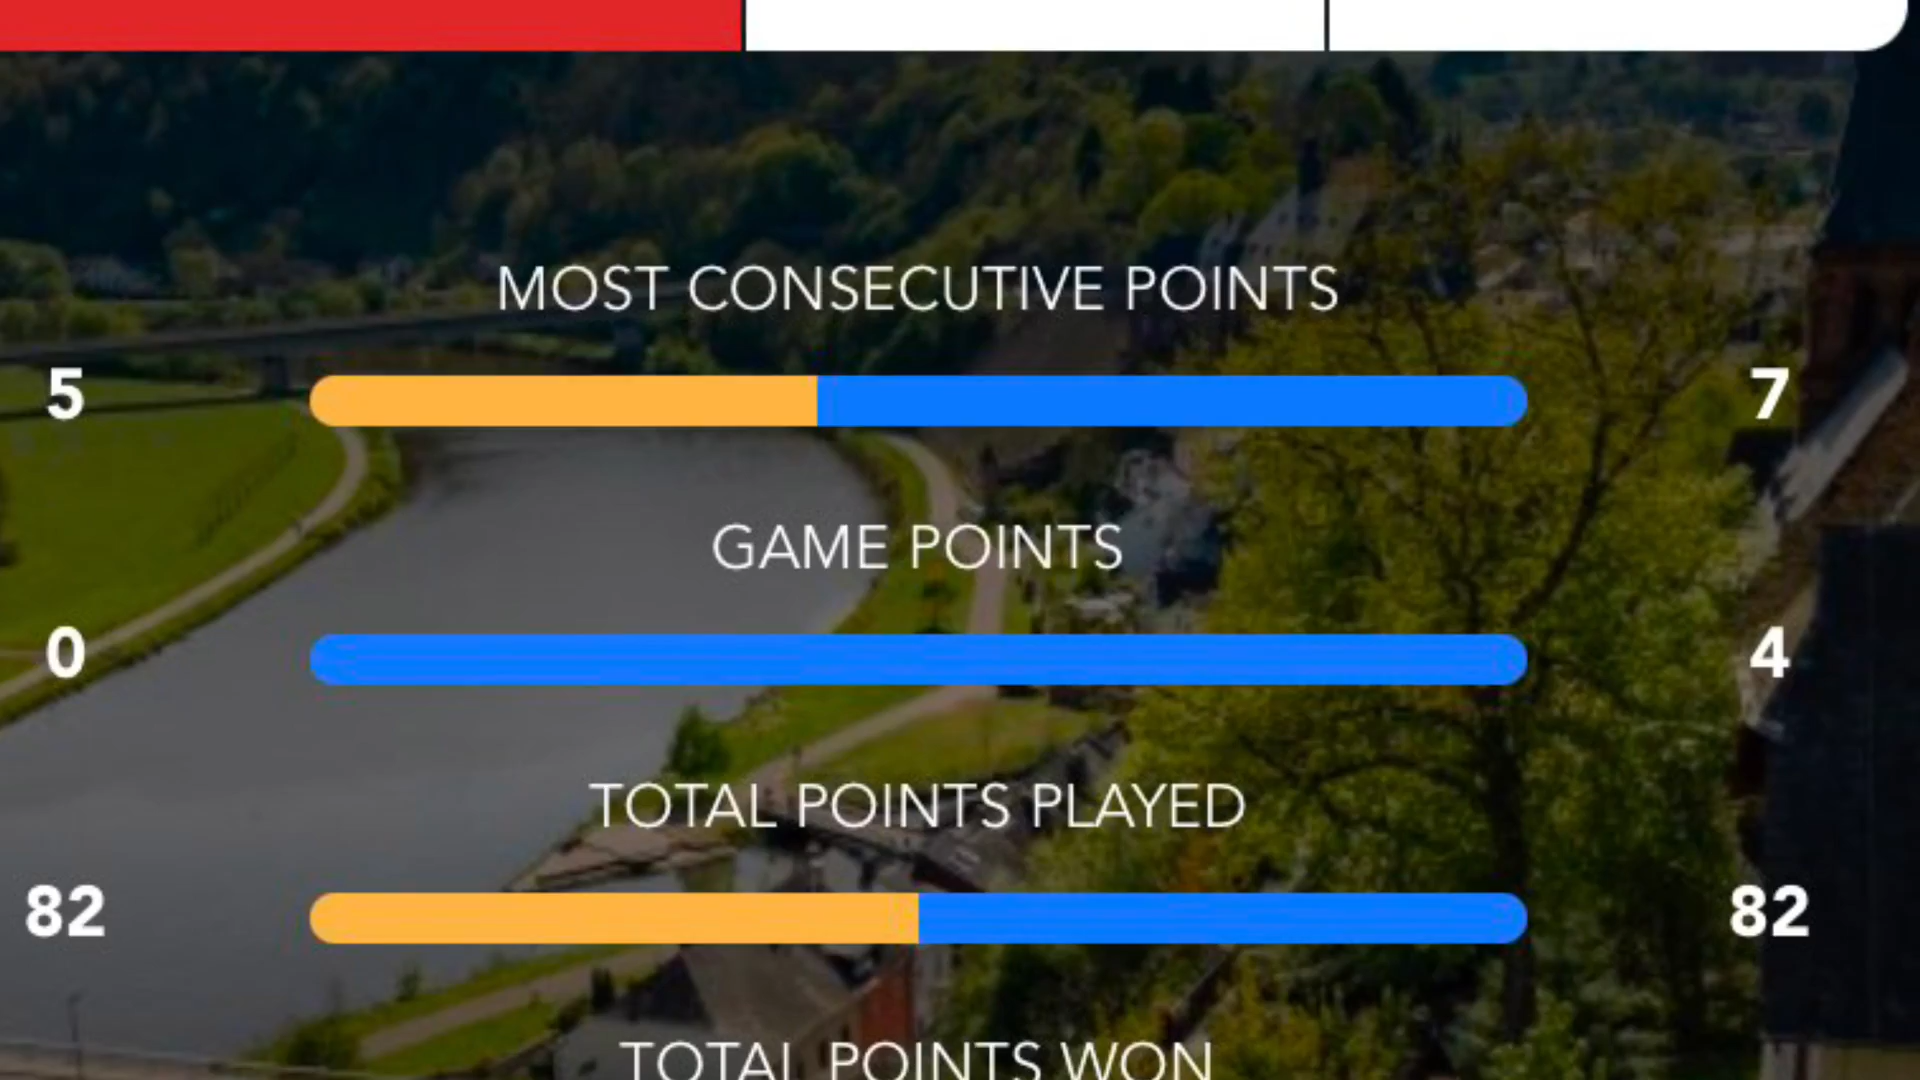 MOST CONSECUTIVE POINTS
5 7
GAME POINTS
0 4
TOTAL POINTS PLAYED
82 82
TOTAL POINTS WON